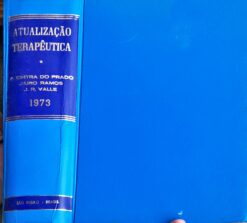 ATUALIZAÇÃO
TERAPÊUTICA
F. CINTRA DO PRADO
JAIRO RAMOS
J. R. VALLE
1973
SÃO PAULO - BRASIL